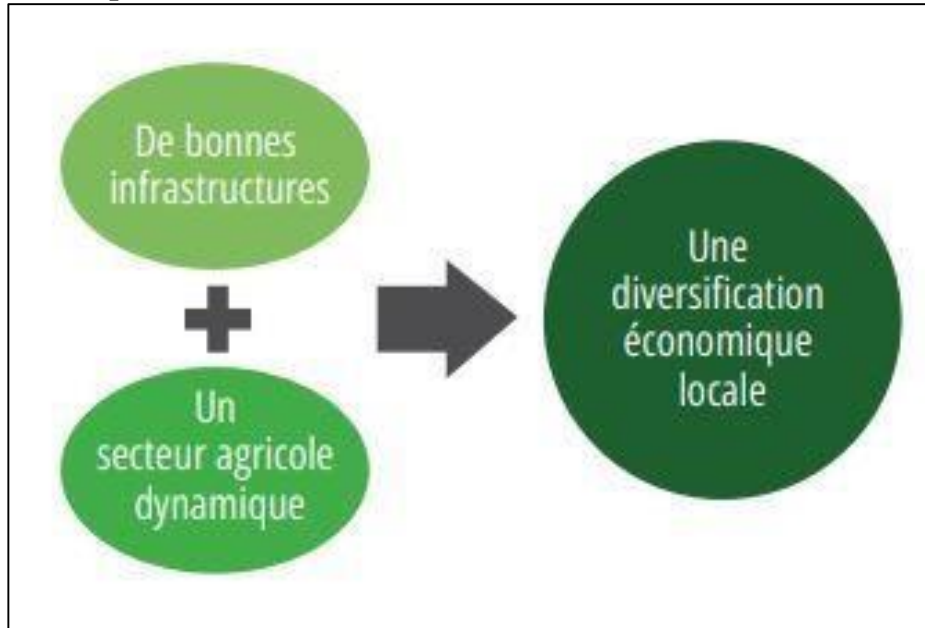 De bonnes
infrastructures
Un
secteur agricole
dynamique
Une
diversification
économique
locale